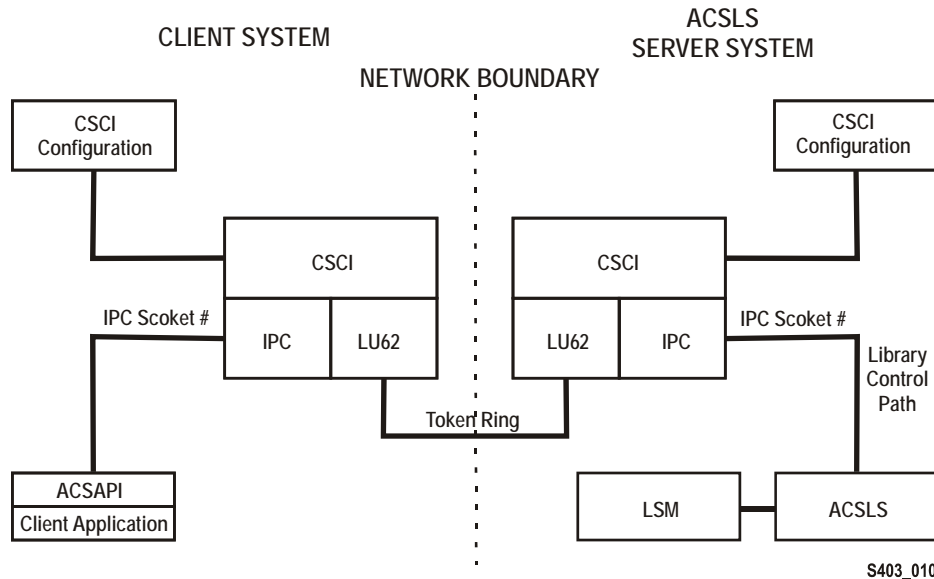 CLIENT SYSTEM
ACSLS
SERVER SYSTEM
NETWORK BOUNDARY
CSCI
Configuration
CSCI
Configuration
CSCI
CSCI
IPC Scoket #
IPC
LU62
LU62
IPC
IPC Scoket #
Library
Control
Path
Token Ring
ACSAPI
Client Application
LSM
ACSLS
S403_010